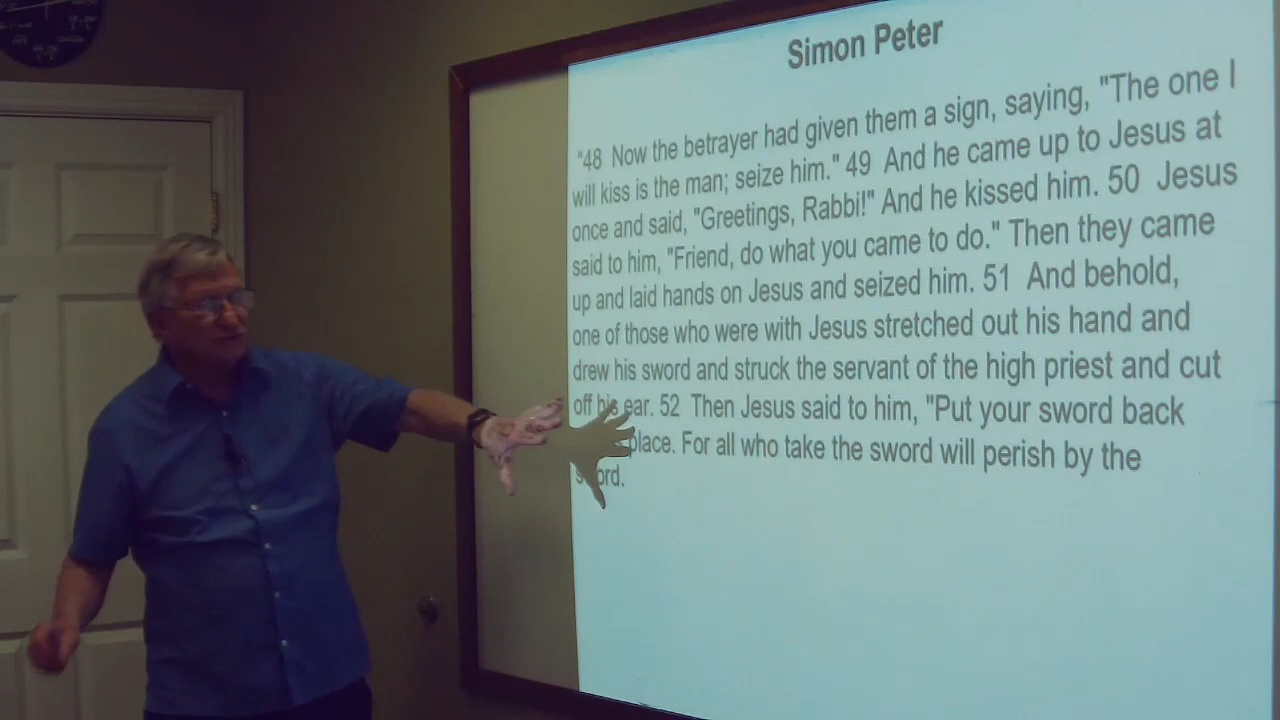 Simon Peter
"48 Now the betrayer had given them a sign, saying, "The one I
will kiss is the man; seize him." 49 And he came up to Jesus at
once and said, "Greetings, Rabbi!" And he kissed him. 50 Jesus
said to him, "Friend, do what you came to do." Then they came
up and laid hands on Jesus and seized him. 51 And behold,
one of those who were with Jesus stretched out his hand and
drew his sword and struck the servant of the high priest and cut
off his ear. 52 Then Jesus said to him, "Put your sword back
place. For all who take the sword will perish by the
sword.